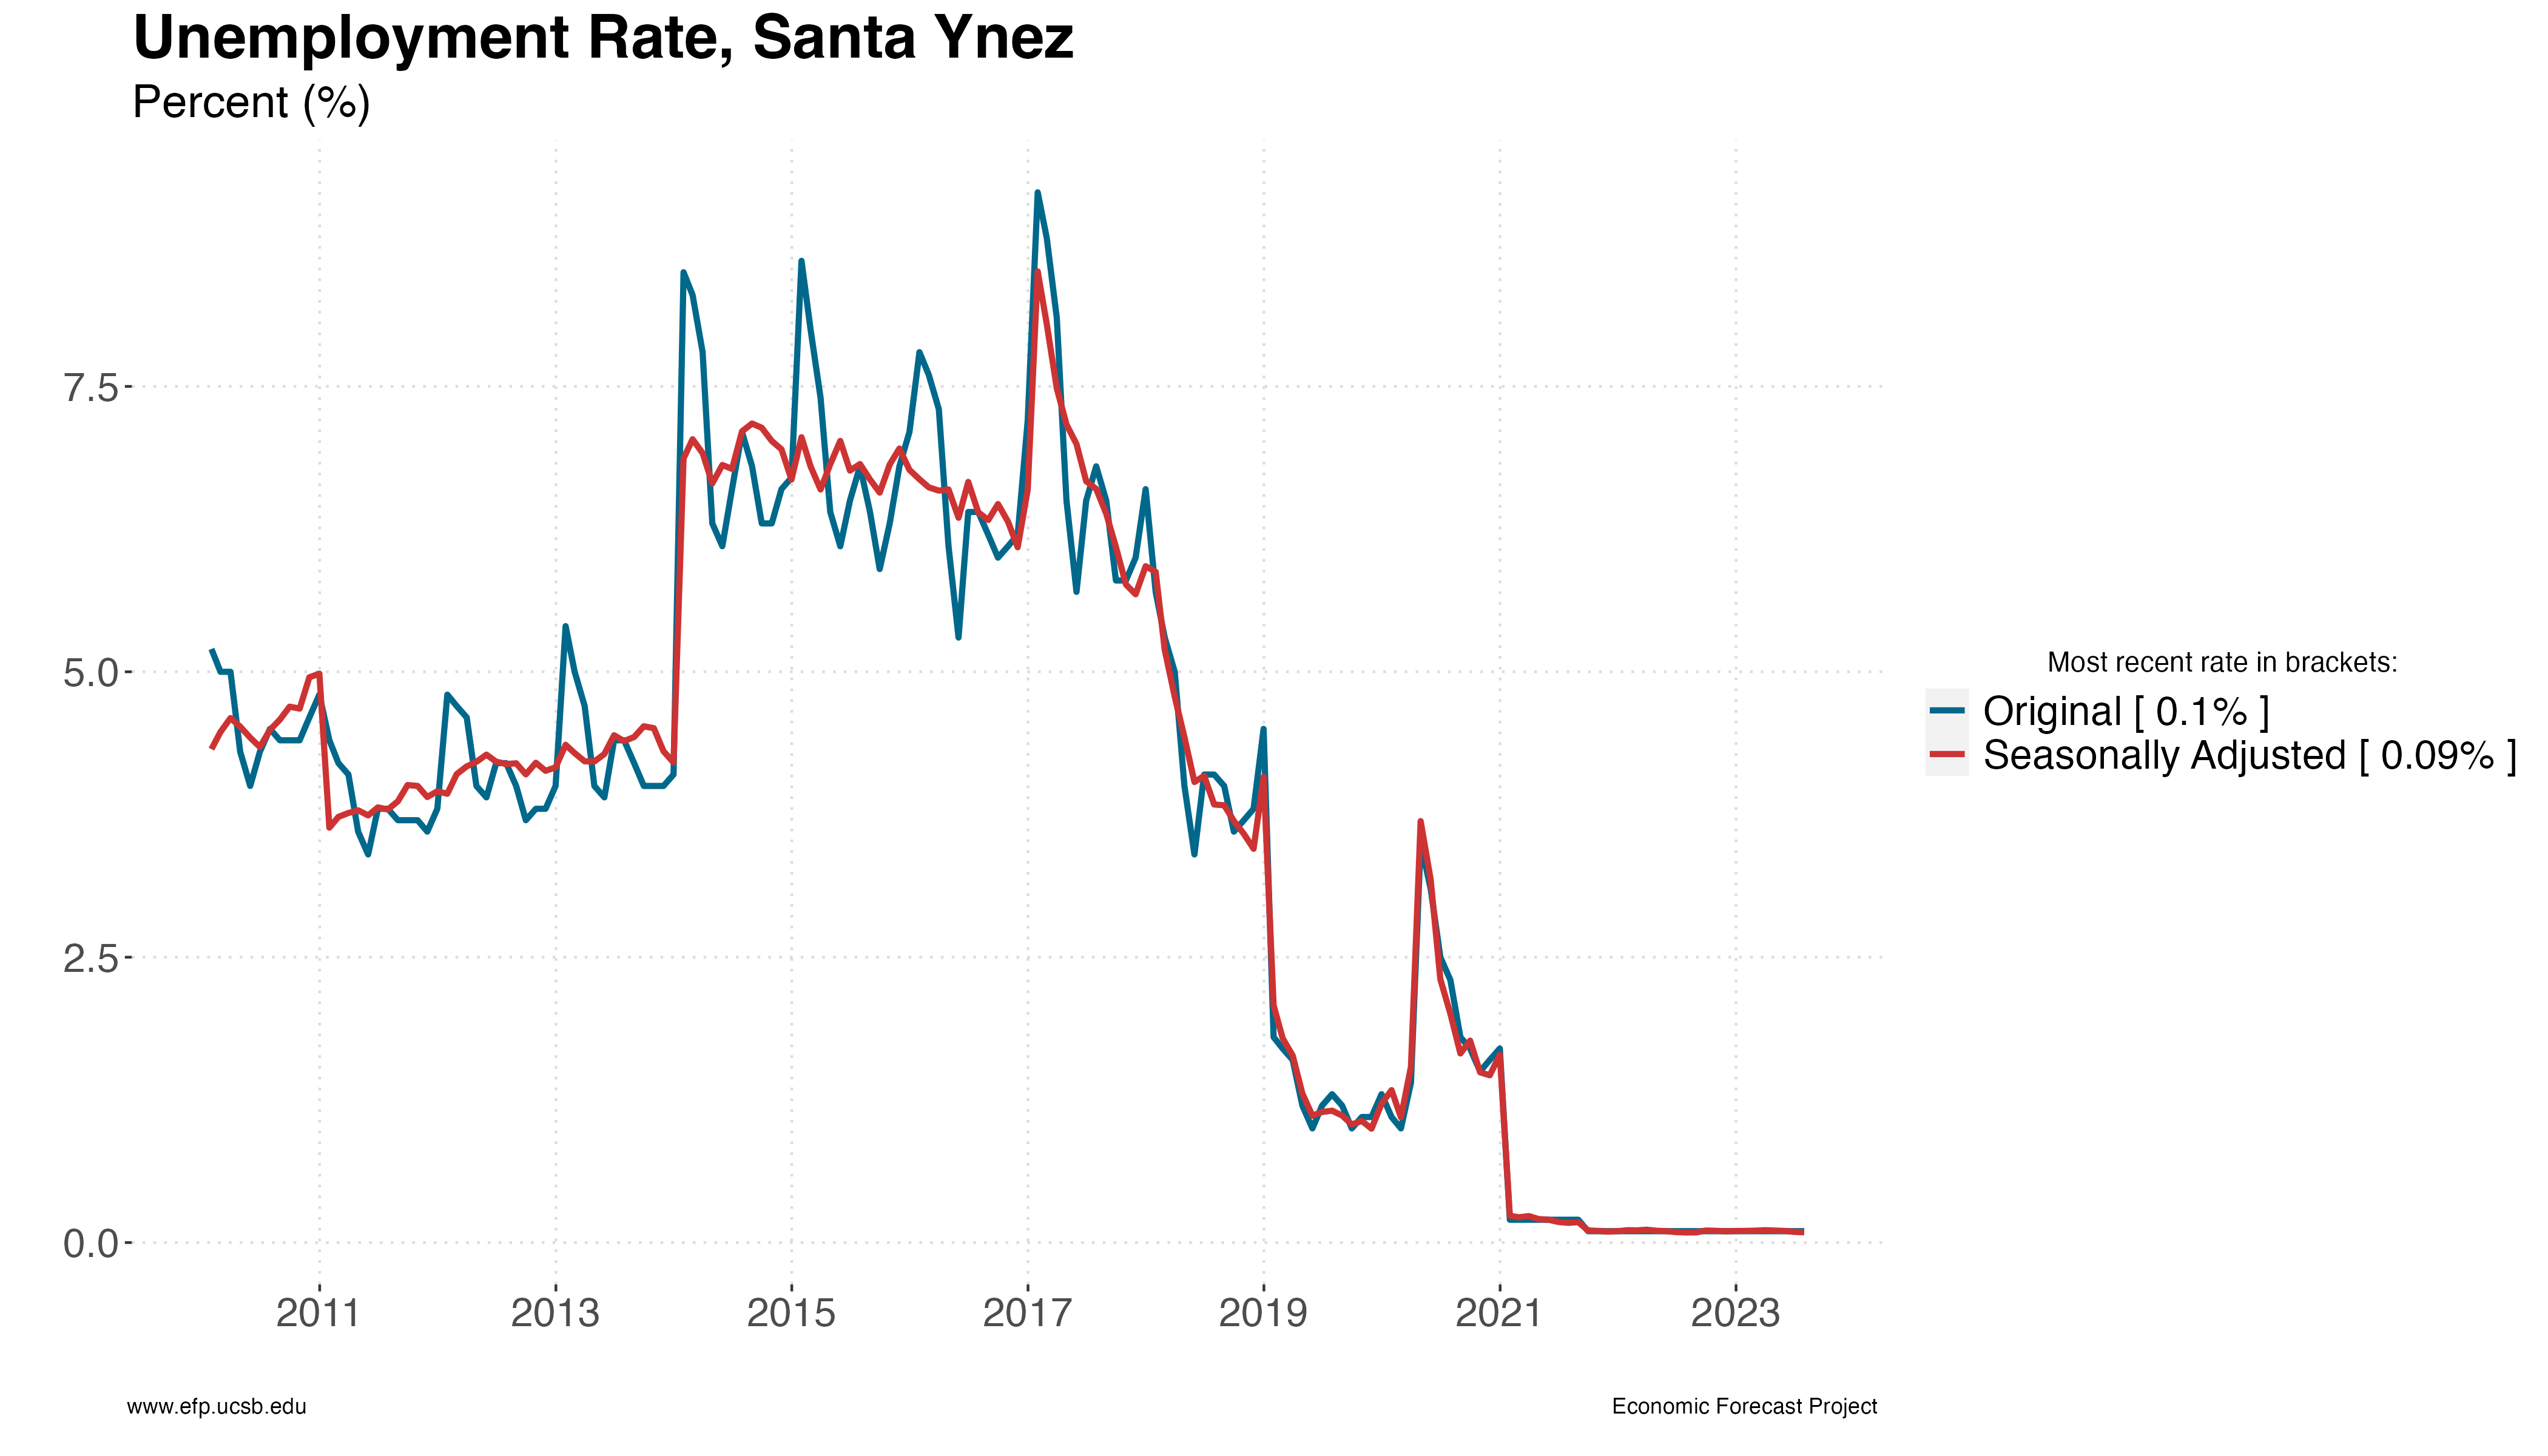 Unemployment Rate, Santa Ynez
Percent (%)
7.5
5.0
2.5
0.0
2011 2013 2015 2017 2019 2021 2023
Most recent rate in brackets:
Original [ 0.1% ]
Seasonally Adjusted [ 0.09% ]
www.efp.ucsb.edu
Economic Forecast Project